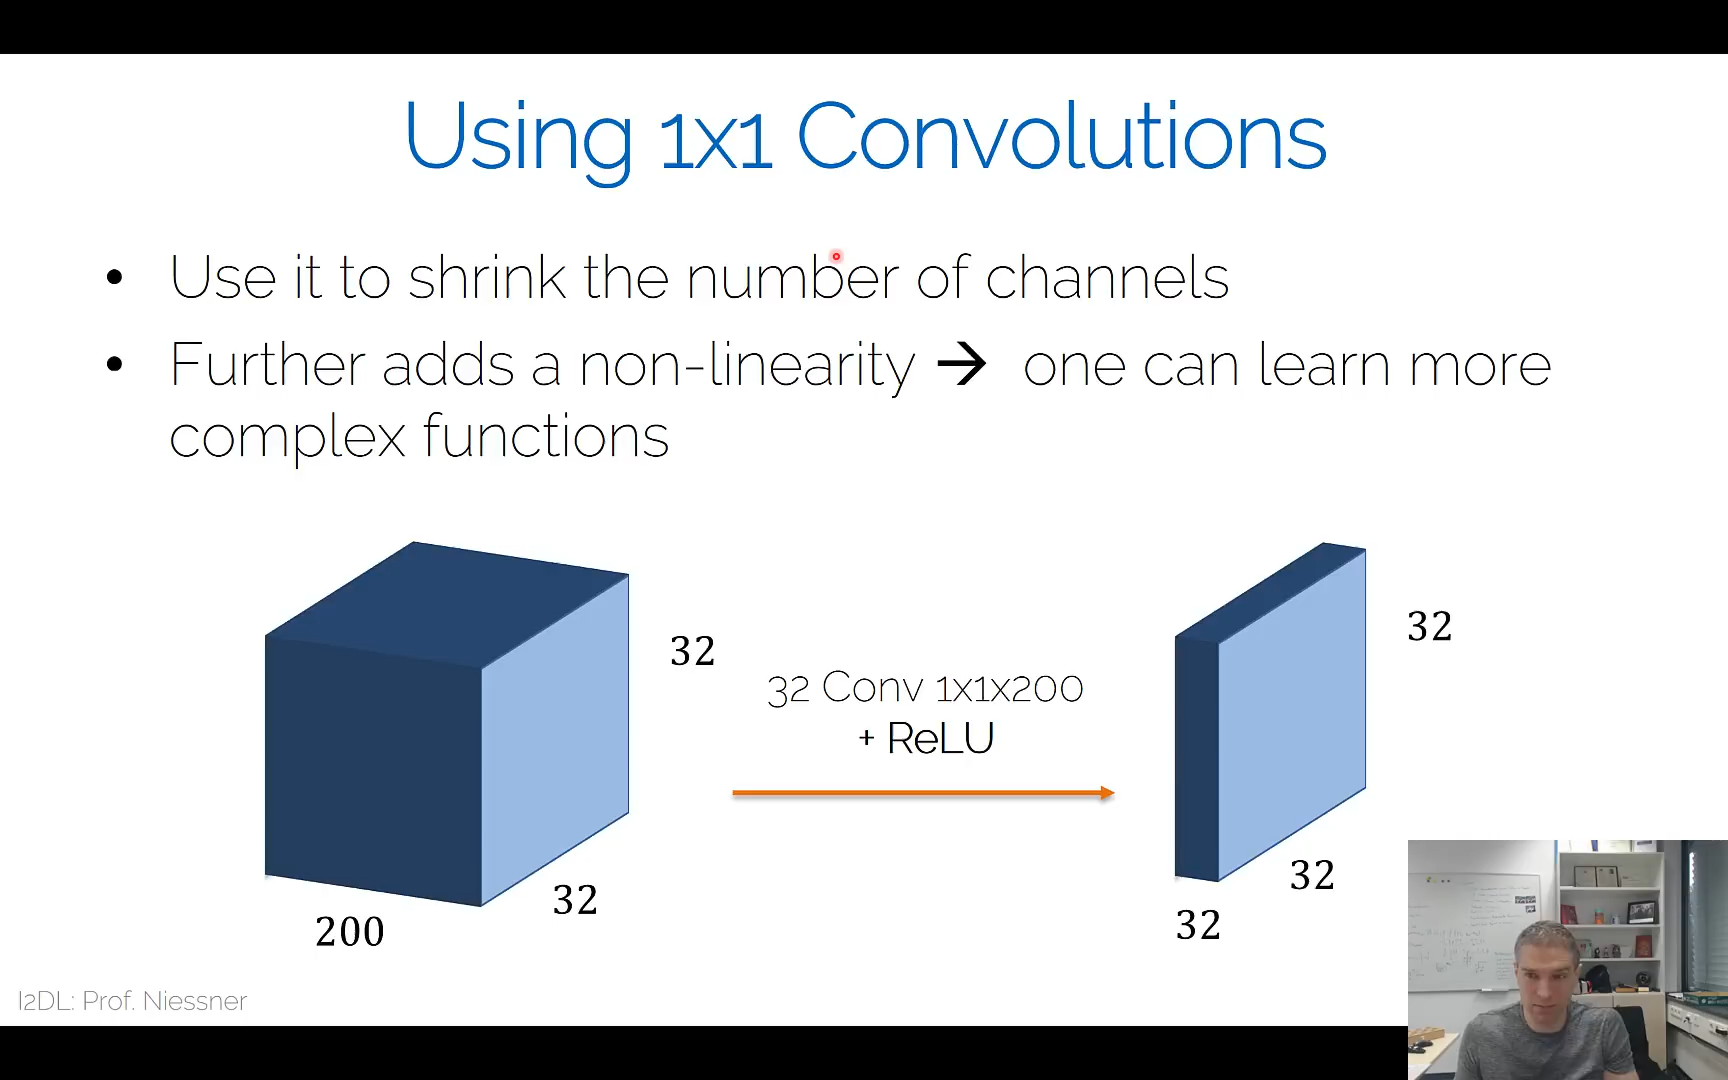 Using 1x1 Convolutions
• Use it to shrink the number of channels
• Further adds a non-linearity → one can learn more
complex functions
32
32
200
32 Conv 1x1x200
+ ReLU
32
32
32
I2DL: Prof. Niessner